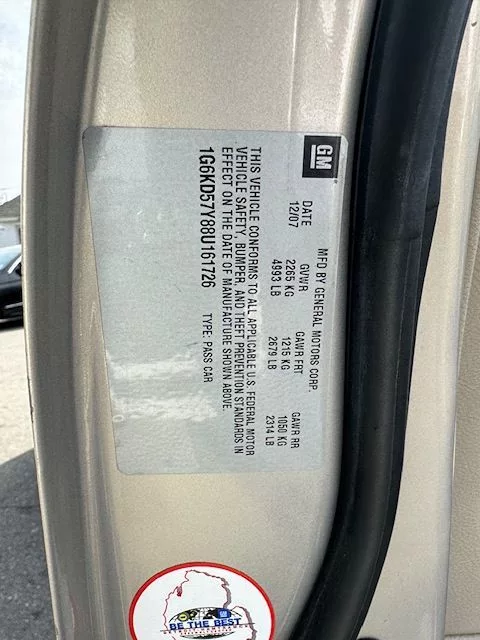 GM
MFD BY GENERAL MOTORS CORP.
DATE GVWR GAWR FRT GAWR RR
12/07 2265 KG 1215 KG 1050 KG
4993 LB 2679 LB 2314 LB
THIS VEHICLE CONFORMS TO ALL APPLICABLE U.S. FEDERAL MOTOR
VEHICLE SAFETY, BUMPER, AND THEFT PREVENTION STANDARDS IN
EFFECT ON THE DATE OF MANUFACTURE SHOWN ABOVE.
1G6KD57Y88U161726 TYPE: PASS CAR
BE THE BEST